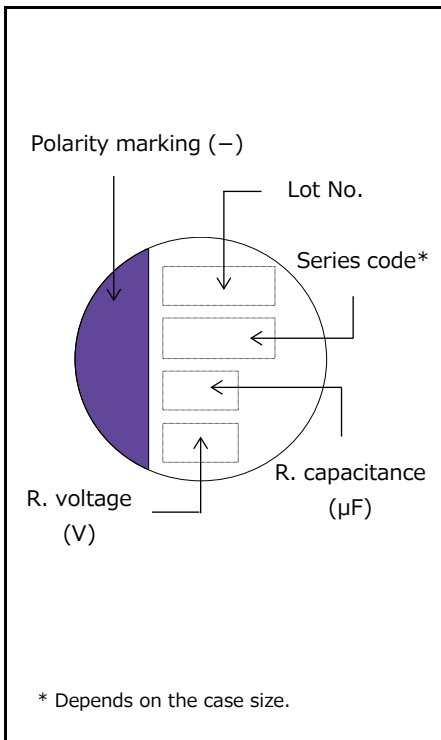 Polarity marking (−)
Lot No.
Series code*
R. capacitance
(μF)
R. voltage
(V)
* Depends on the case size.